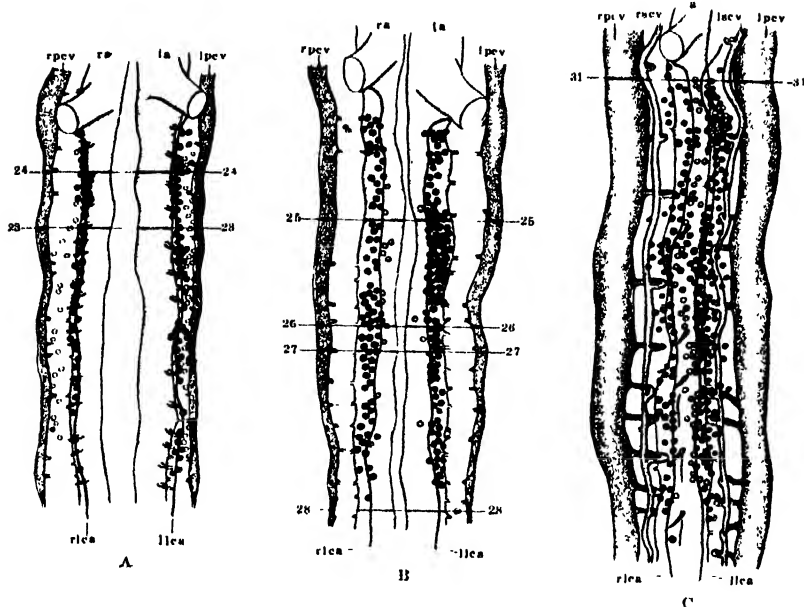 rpcv ra la lpcv
24 24
23 23
rlca llca
A
ra la lpcv
25 25
26 26
27 27
28 28
rlca llca
B
a
rpcv rscv lscv lpcv
31 31
rlca llca
C